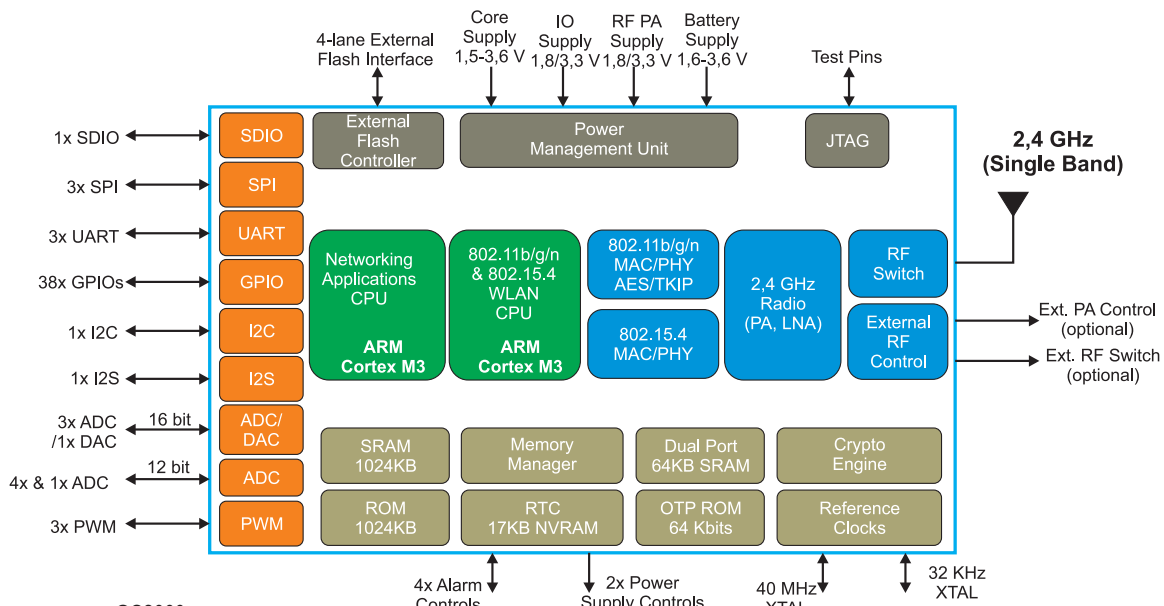 4-lane External
Flash Interface
Core
Supply
1,5-3,6 V
IO
Supply
1,8/3,3 V
RF PA
Supply
1,8/3,3 V
Battery
Supply
1,6-3,6 V
Test Pins
1x SDIO
3x SPI
3x UART
38x GPIOs
1x I2C
1x I2S
3x ADC
/1x DAC
16 bit
4x & 1x ADC
12 bit
3x PWM
SDIO
SPI
UART
GPIO
I2C
I2S
ADC/
DAC
ADC
PWM
External
Flash
Controller
Power
Management Unit
JTAG
2,4 GHz
(Single Band)
Networking
Applications
CPU
ARM
Cortex M3
802.11b/g/n
& 802.15.4
WLAN
CPU
ARM
Cortex M3
802.11b/g/n
MAC/PHY
AES/TKIP
802.15.4
MAC/PHY
2,4 GHz
Radio
(PA, LNA)
RF
Switch
External
RF
Control
Ext. PA Control
(optional)
Ext. RF Switch
(optional)
SRAM
1024KB
Memory
Manager
Dual Port
64KB SRAM
Crypto
Engine
ROM
1024KB
RTC
17KB NVRAM
OTP ROM
64 Kbits
Reference
Clocks
4x Alarm
Controls
2x Power
Supply Controls
40 MHz
XTAL
32 KHz
XTAL